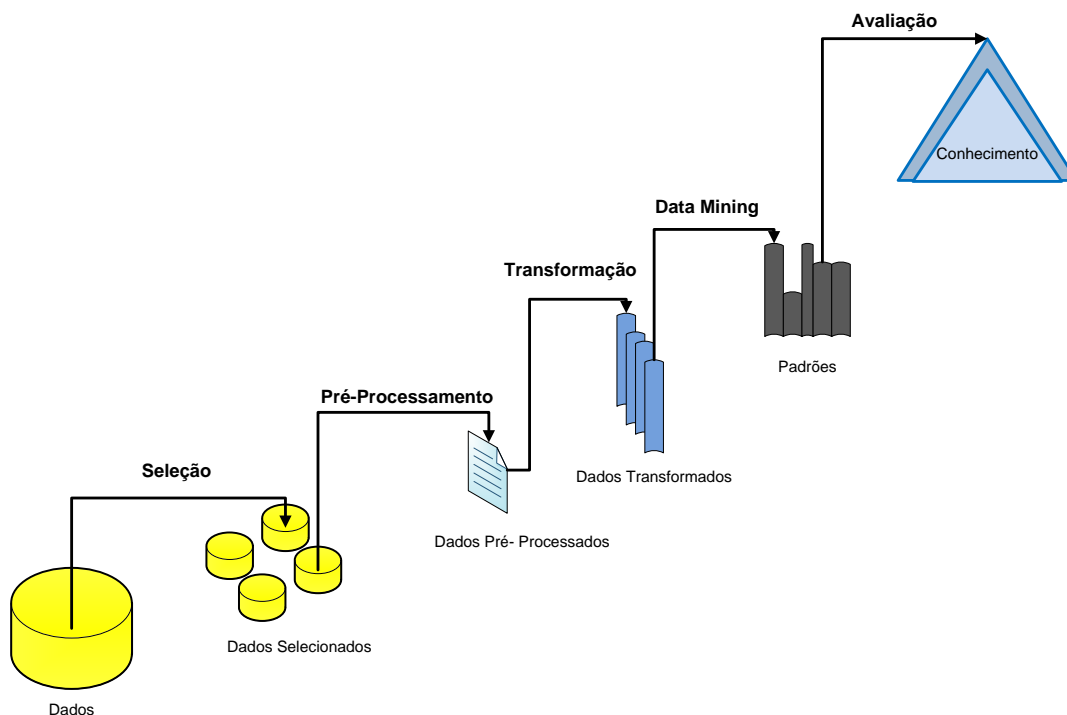 Avaliação
Conhecimento
Data Mining
Padrões
Transformação
Dados Transformados
Pré-Processamento
Dados Pré- Processados
Seleção
Dados Selecionados
Dados